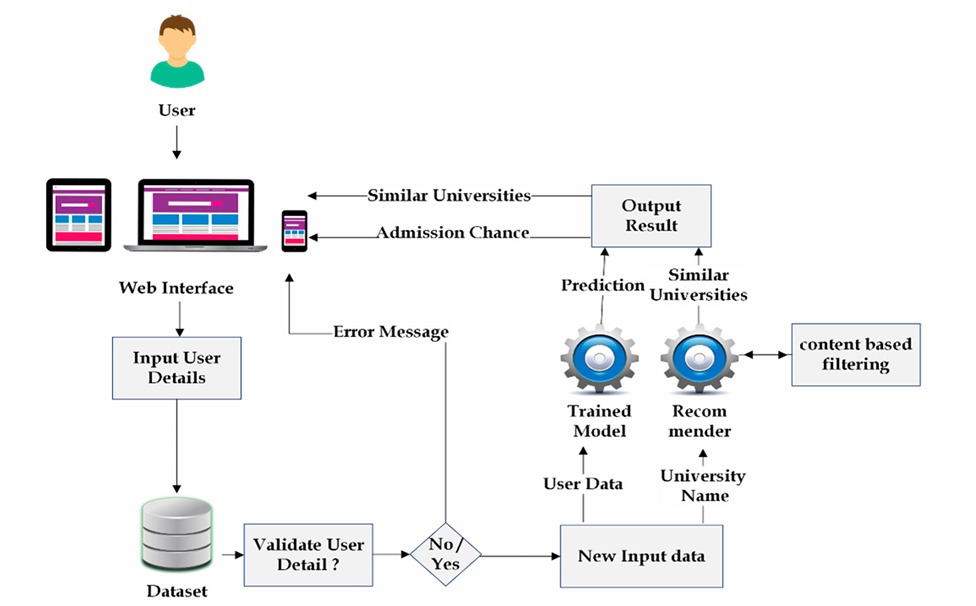 User
Similar Universities
Admission Chance
Output
Result
Web Interface
Prediction
Similar
Universities
Error Message
Input User
Details
content based
filtering
Trained
Model
Recom
mender
User Data
University
Name
Validate User
Detail ?
No/
Yes
New Input data
Dataset